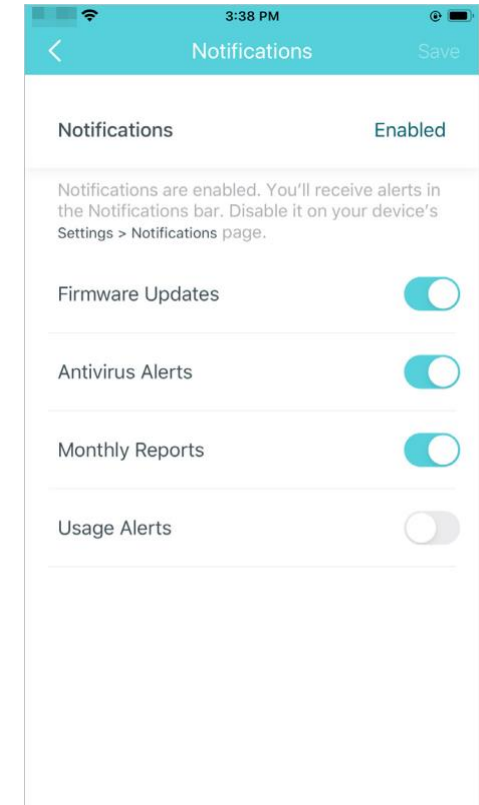 3:38 PM
Notifications
Save
Notifications
Enabled
Notifications are enabled. You'll receive alerts in
the Notifications bar. Disable it on your device's
Settings > Notifications page.
Firmware Updates
Antivirus Alerts
Monthly Reports
Usage Alerts